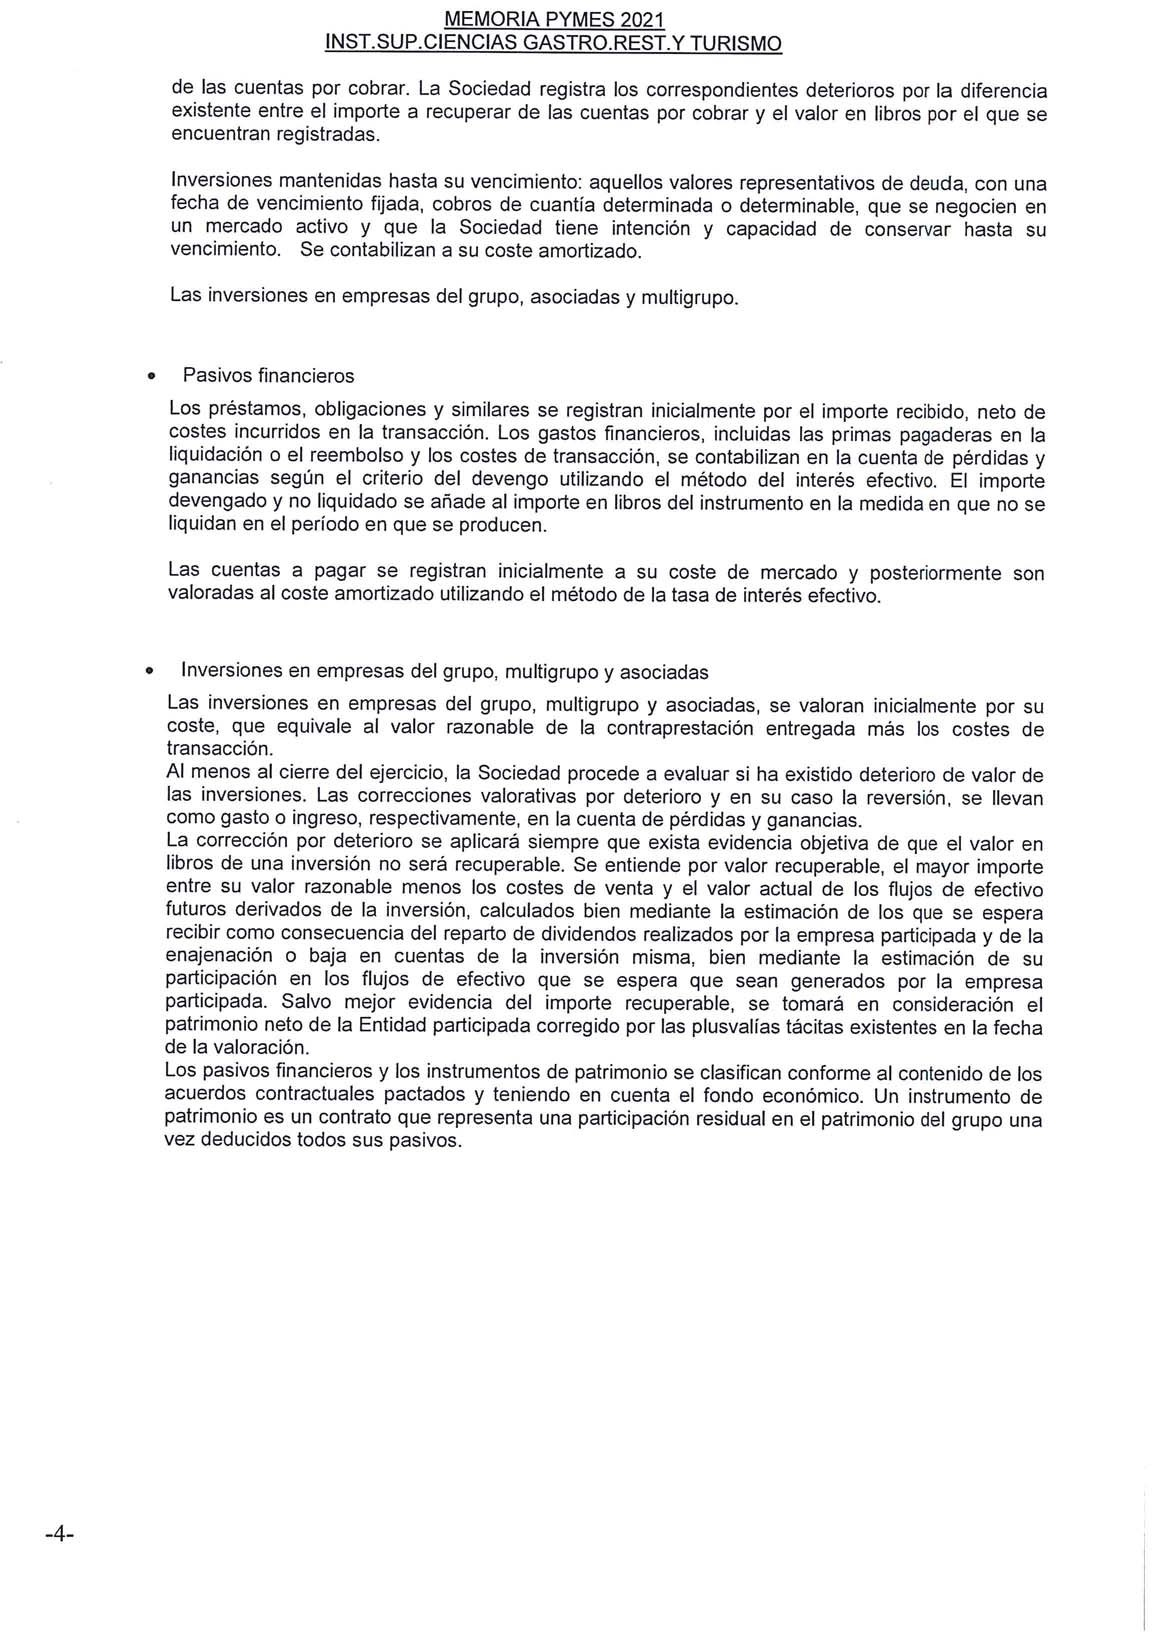 MEMORIA PYMES 2021
INST.SUP.CIENCIAS GASTRO.REST.Y TURISMO
de las cuentas por cobrar. La Sociedad registra los correspondientes deterioros por la diferencia
existente entre el importe a recuperar de las cuentas por cobrar y el valor en libros por el que se
encuentran registradas.
Inversiones mantenidas hasta su vencimiento: aquellos valores representativos de deuda, con una
fecha de vencimiento fijada, cobros de cuantía determinada o determinable, que se negocien en
un mercado activo y que la Sociedad tiene intención y capacidad de conservar hasta su
vencimiento. Se contabilizan a su coste amortizado.
Las inversiones en empresas del grupo, asociadas y multigrupo.
• Pasivos financieros
Los préstamos, obligaciones y similares se registran inicialmente por el importe recibido, neto de
costes incurridos en la transacción. Los gastos financieros, incluidas las primas pagaderas en la
liquidación o el reembolso y los costes de transacción, se contabilizan en la cuenta de pérdidas y
ganancias según el criterio del devengo utilizando el método del interés efectivo. El importe
devengado y no liquidado se añade al importe en libros del instrumento en la medida en que no se
liquidan en el período en que se producen.
Las cuentas a pagar se registran inicialmente a su coste de mercado y posteriormente son
valoradas al coste amortizado utilizando el método de la tasa de interés efectivo.
• Inversiones en empresas del grupo, multigrupo y asociadas
Las inversiones en empresas del grupo, multigrupo y asociadas, se valoran inicialmente por su
coste, que equivale al valor razonable de la contraprestación entregada más los costes de
transacción.
Al menos al cierre del ejercicio, la Sociedad procede a evaluar si ha existido deterioro de valor de
las inversiones. Las correcciones valorativas por deterioro y en su caso la reversión, se llevan
como gasto o ingreso, respectivamente, en la cuenta de pérdidas y ganancias.
La corrección por deterioro se aplicará siempre que exista evidencia objetiva de que el valor en
libros de una inversión no será recuperable. Se entiende por valor recuperable, el mayor importe
entre su valor razonable menos los costes de venta y el valor actual de los flujos de efectivo
futuros derivados de la inversión, calculados bien mediante la estimación de los que se espera
recibir como consecuencia del reparto de dividendos realizados por la empresa participada y de la
enajenación o baja en cuentas de la inversión misma, bien mediante la estimación de su
participación en los flujos de efectivo que se espera que sean generados por la empresa
participada. Salvo mejor evidencia del importe recuperable, se tomará en consideración el
patrimonio neto de la Entidad participada corregido por las plusvalías tácitas existentes en la fecha
de la valoración.
Los pasivos financieros y los instrumentos de patrimonio se clasifican conforme al contenido de los
acuerdos contractuales pactados y teniendo en cuenta el fondo económico. Un instrumento de
patrimonio es un contrato que representa una participación residual en el patrimonio del grupo una
vez deducidos todos sus pasivos.
-4-